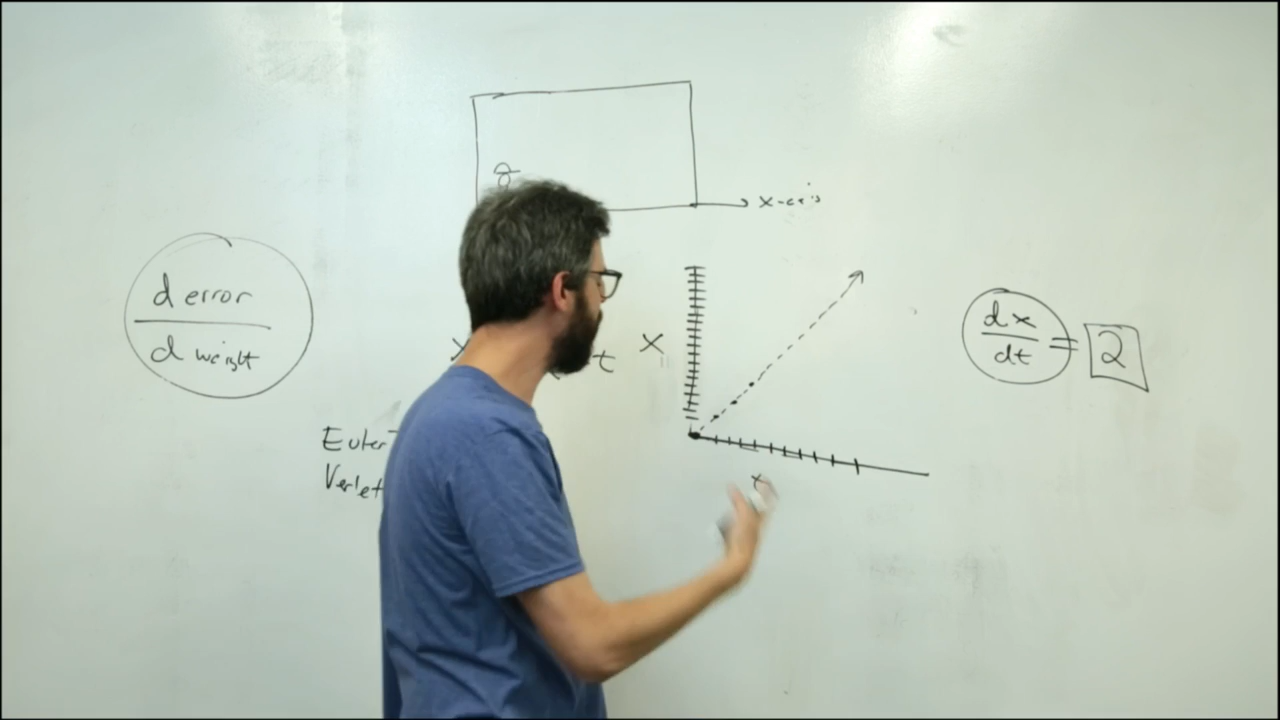 x-axis
d error
d weight
x
t
x
dx
dt
=
2
Euler
Verlet
t